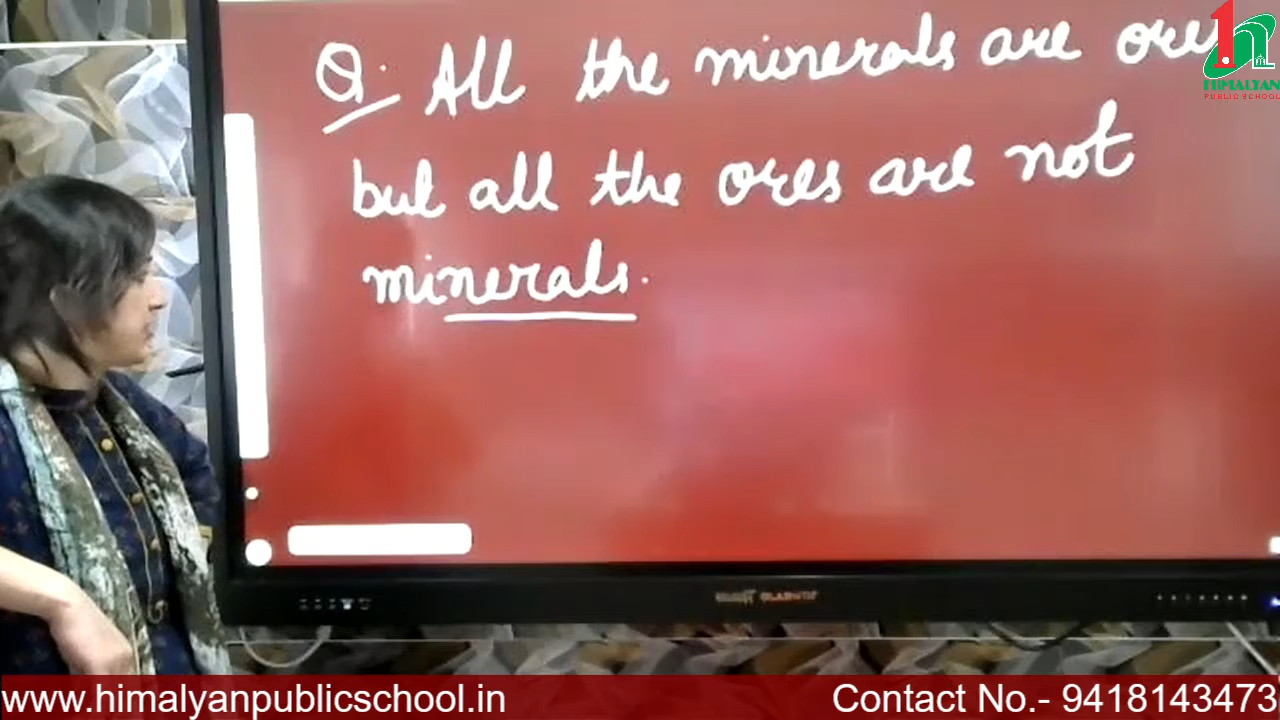 Q. All the minerals are ores
but all the ores are not
minerals.
1
HIMALYAN
PUBLIC SCHOOL
www.himalyanpublicschool.in
Contact No.- 9418143473